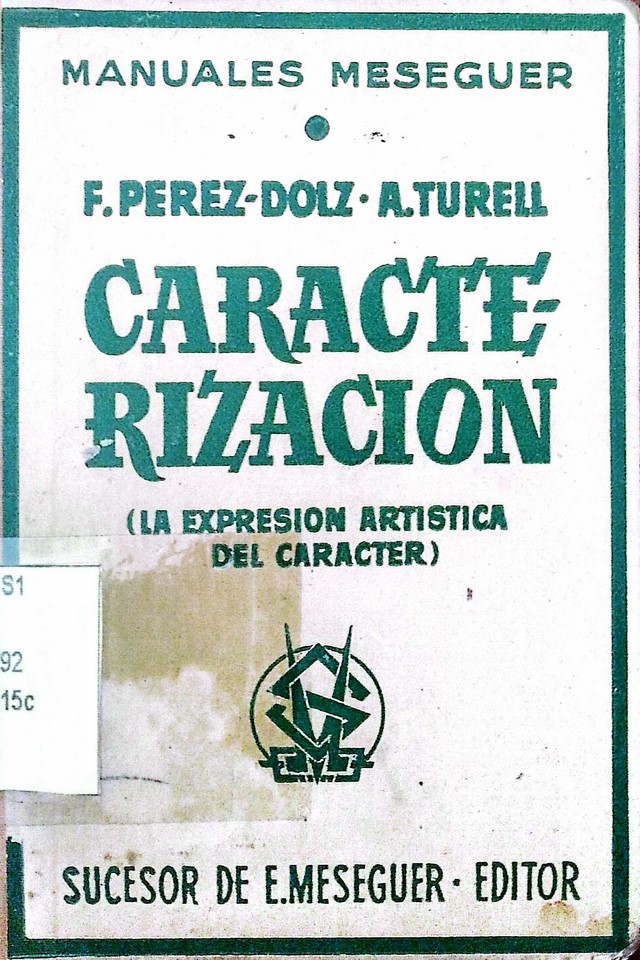 MANUALES MESEGUER
F. PEREZ-DOLZ · A. TURELL
CARACTE-
RIZACION
(LA EXPRESION ARTISTICA
DEL CARACTER)
S1
92
15c
SUCESOR DE E. MESEGUER · EDITOR